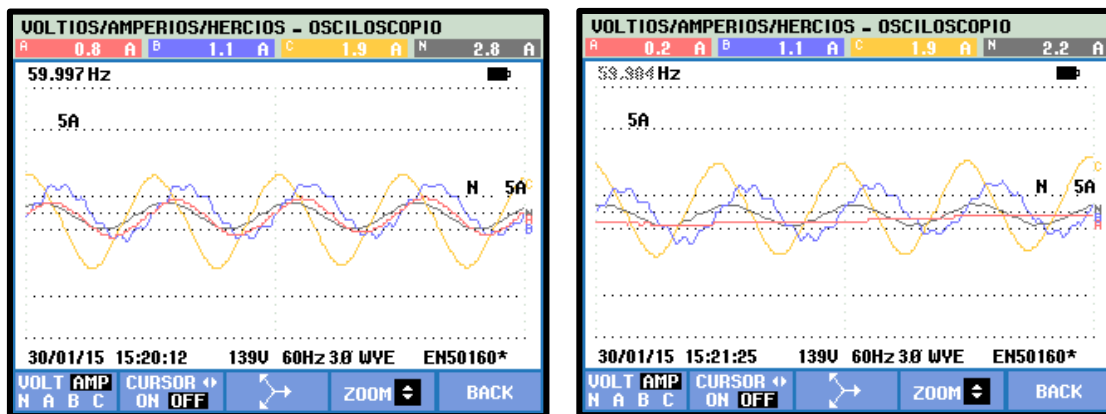 VOLTIOS/AMPERIOS/HERCIOS - OSCILOSCOPIO
A 0.8 A B 1.1 A C 1.9 A N 2.8 A
59.997 Hz
5A
N 5A
C
N
A
B
30/01/15 15:20:12 139V 60Hz 3Ø WYE EN50160*
VOLT AMP CURSOR ZOOM BACK
N A B C ON OFF
VOLTIOS/AMPERIOS/HERCIOS - OSCILOSCOPIO
A 0.2 A B 1.1 A C 1.9 A N 2.2 A
Hz
5A
N 5A
C
N
A
30/01/15 15:21:25 139V 60Hz 3Ø WYE EN50160*
VOLT AMP CURSOR ZOOM BACK
N A B C ON OFF